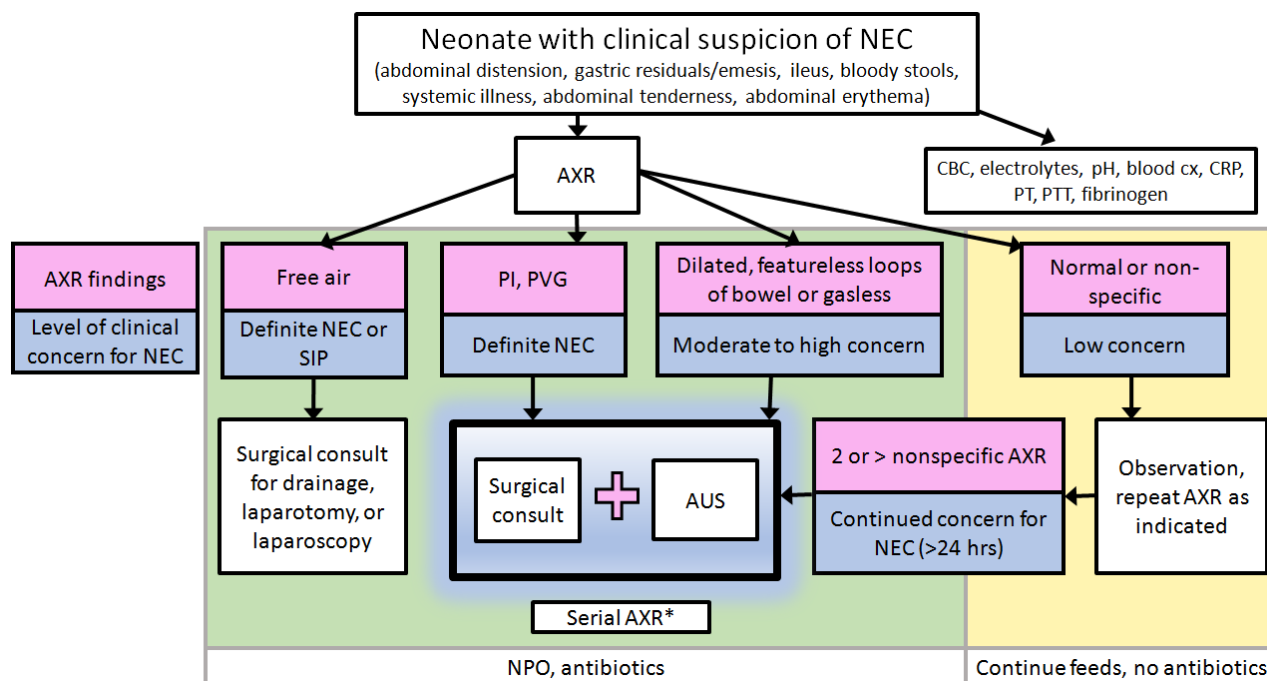 Neonate with clinical suspicion of NEC
(abdominal distension, gastric residuals/emesis, ileus, bloody stools,
systemic illness, abdominal tenderness, abdominal erythema)
AXR
CBC, electrolytes, pH, blood cx, CRP,
PT, PTT, fibrinogen
AXR findings
Level of clinical
concern for NEC
Free air
Definite NEC or
SIP
PI, PVG
Definite NEC
Dilated, featureless loops
of bowel or gasless
Moderate to high concern
Normal or non-
specific
Low concern
Surgical consult
for drainage,
laparotomy, or
laparoscopy
Surgical
consult
AUS
2 or > nonspecific AXR
Continued concern for
NEC (>24 hrs)
Observation,
repeat AXR as
indicated
Serial AXR*
NPO, antibiotics
Continue feeds, no antibiotics